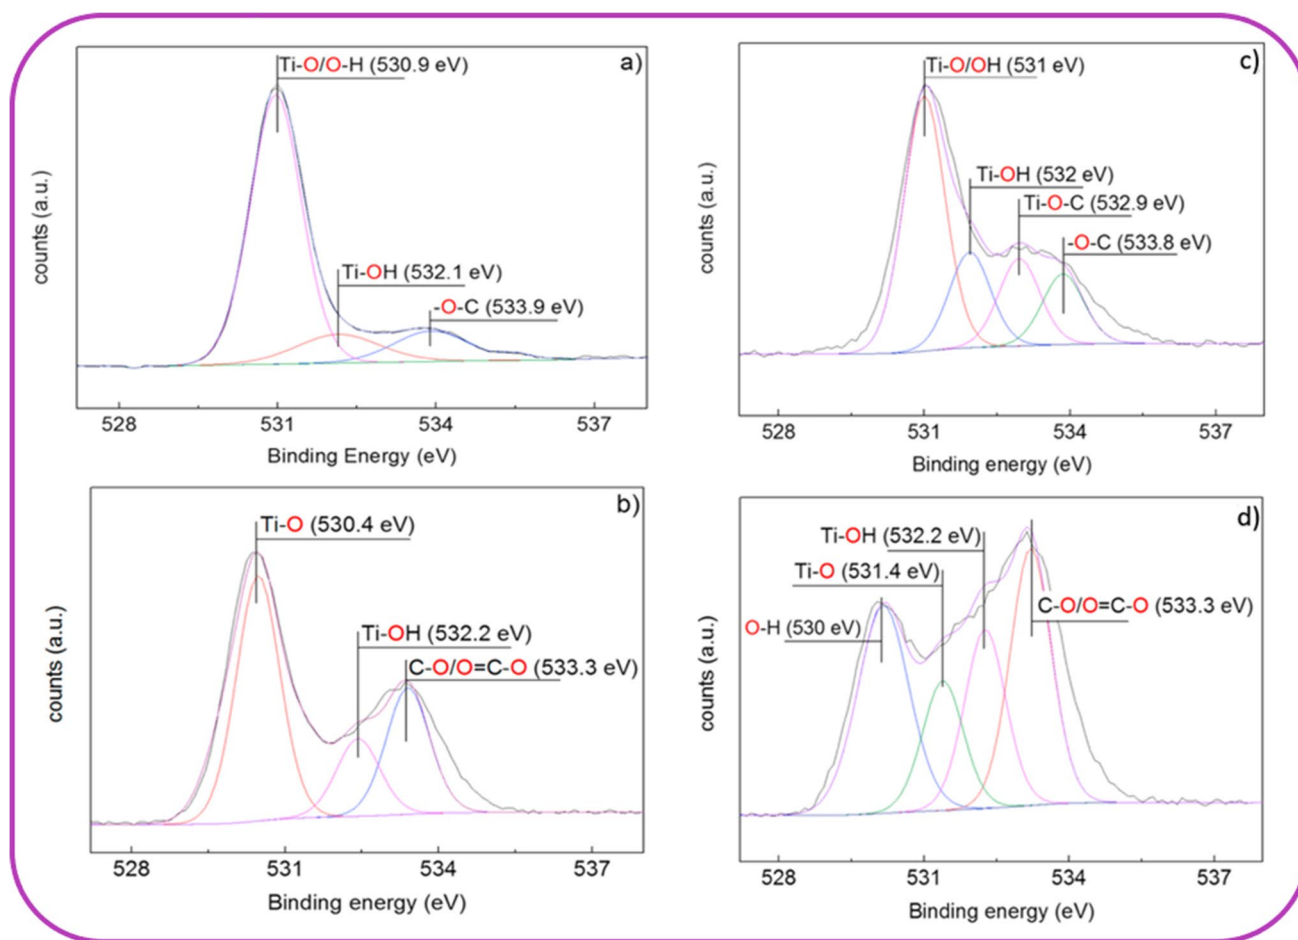 a)
Ti-O/O-H (530.9 eV)
Ti-OH (532.1 eV)
-O-C (533.9 eV)
counts (a.u.)
528 531 534 537
Binding Energy (eV)
b)
Ti-O (530.4 eV)
Ti-OH (532.2 eV)
C-O/O=C-O (533.3 eV)
counts (a.u.)
528 531 534 537
Binding energy (eV)
c)
Ti-O/OH (531 eV)
Ti-OH (532 eV)
Ti-O-C (532.9 eV)
-O-C (533.8 eV)
counts (a.u.)
528 531 534 537
Binding energy (eV)
d)
Ti-OH (532.2 eV)
Ti-O (531.4 eV)
C-O/O=C-O (533.3 eV)
O-H (530 eV)
counts (a.u.)
528 531 534 537
Binding energy (eV)